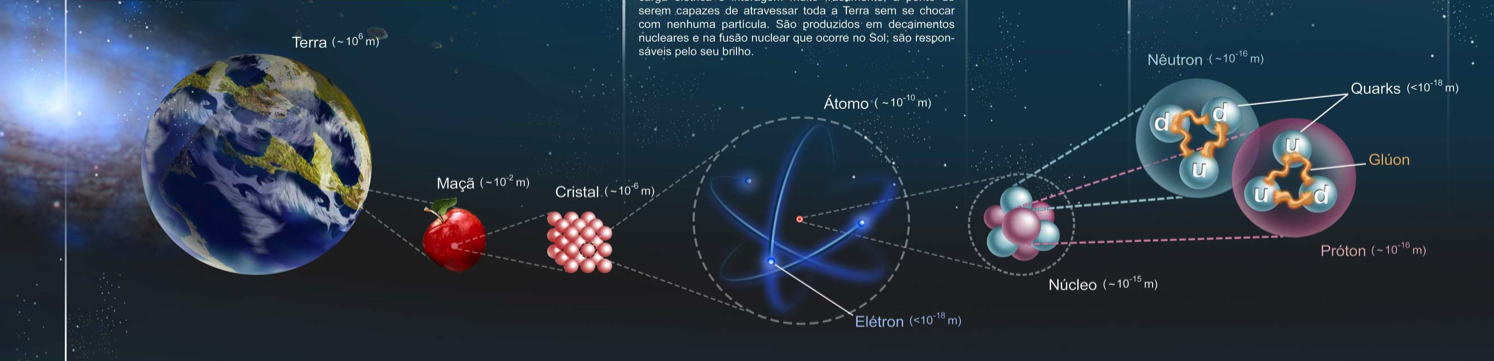 serem capazes de atravessar toda a Terra sem se chocar
com nenhuma partícula. São produzidos em decaimentos
nucleares e na fusão nuclear que ocorre no Sol; são respon-
sáveis pelo seu brilho.
Terra (~10⁶ m)
Maçã (~10⁻² m)
Cristal (~10⁻⁶ m)
Átomo (~10⁻¹⁰ m)
Elétron (<10⁻¹⁸ m)
Núcleo (~10⁻¹⁵ m)
Nêutron (~10⁻¹⁶ m)
Quarks (<10⁻¹⁸ m)
d d
u
u
u d
Glúon
Próton (~10⁻¹⁶ m)